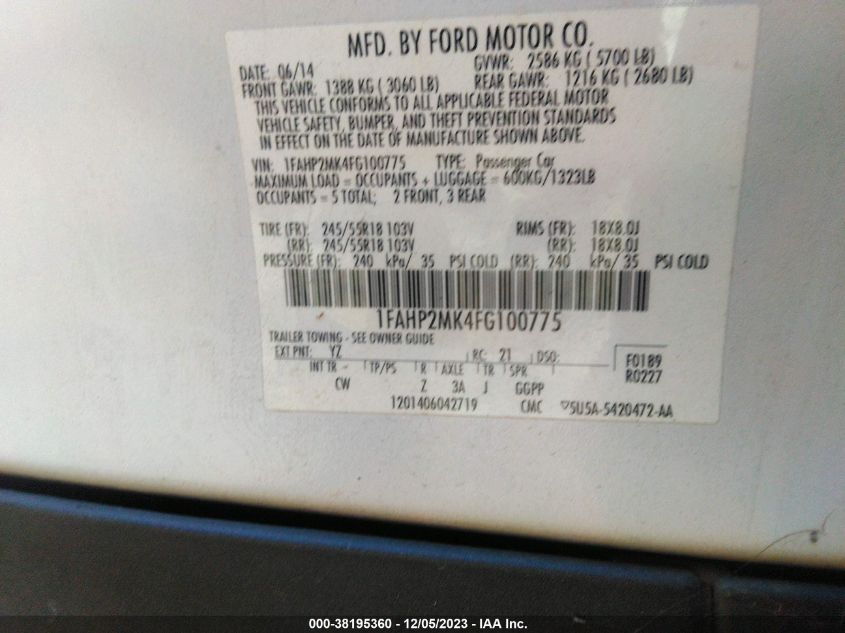 MFD. BY FORD MOTOR CO.
DATE: 06/14 GVWR: 2586 KG ( 5700 LB)
FRONT GAWR: 1388 KG ( 3060 LB) REAR GAWR: 1216 KG ( 2680 LB)
THIS VEHICLE CONFORMS TO ALL APPLICABLE FEDERAL MOTOR
VEHICLE SAFETY, BUMPER, AND THEFT PREVENTION STANDARDS
IN EFFECT ON THE DATE OF MANUFACTURE SHOWN ABOVE.
VIN: 1FAHP2MK4FG100775 TYPE: Passenger Car
MAXIMUM LOAD = OCCUPANTS + LUGGAGE = 600KG/1323LB
OCCUPANTS = 5 TOTAL; 2 FRONT, 3 REAR
TIRE (FR): 245/55R18 103V RIMS (FR): 18X8.0J
(RR): 245/55R18 103V (RR): 18X8.0J
PRESSURE (FR): 240 kPa/ 35 PSI COLD (RR): 240 kPa/ 35 PSI COLD
1FAHP2MK4FG100775
TRAILER TOWING - SEE OWNER GUIDE
EXT PNT: YZ RC: 21 DSO: F0189
INT TR TP/PS R AXLE TR SPR R0227
CW Z 3A J GGPP
1201406042719 CMC ▽5U5A-5420472-AA
000-38195360 - 12/05/2023 - IAA Inc.